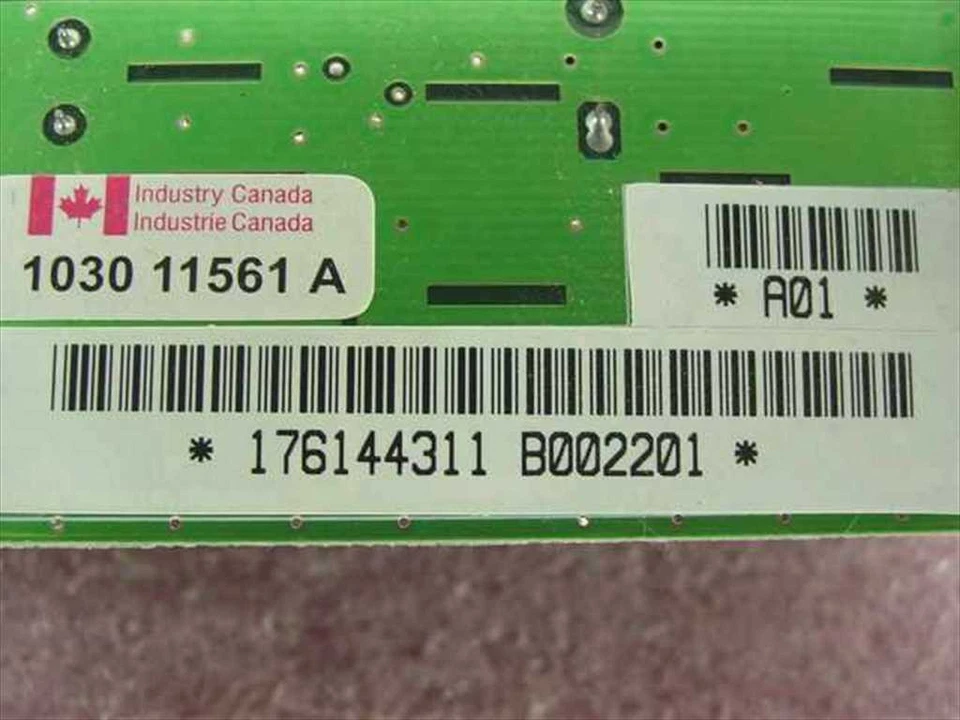 Industry Canada
Industrie Canada
1030 11561 A
* A01 *
* 176144311 B002201 *